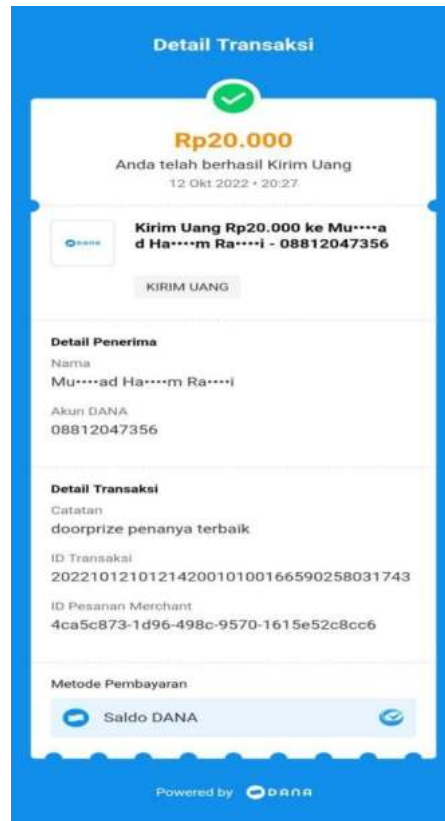 Detail Transaksi
Rp20.000
Anda telah berhasil Kirim Uang
12 Okt 2022 • 20:27
DANA
Kirim Uang Rp20.000 ke Mu••••a
d Ha••••m Ra••••i - 08812047356
KIRIM UANG
Detail Penerima
Nama
Mu••••ad Ha••••m Ra••••i
Akun DANA
08812047356
Detail Transaksi
Catatan
doorprize penanya terbaik
ID Transaksi
2022101210121420010100166590258031743
ID Pesanan Merchant
4ca5c873-1d96-498c-9570-1615e52c8cc6
Metode Pembayaran
Saldo DANA
Powered by DANA